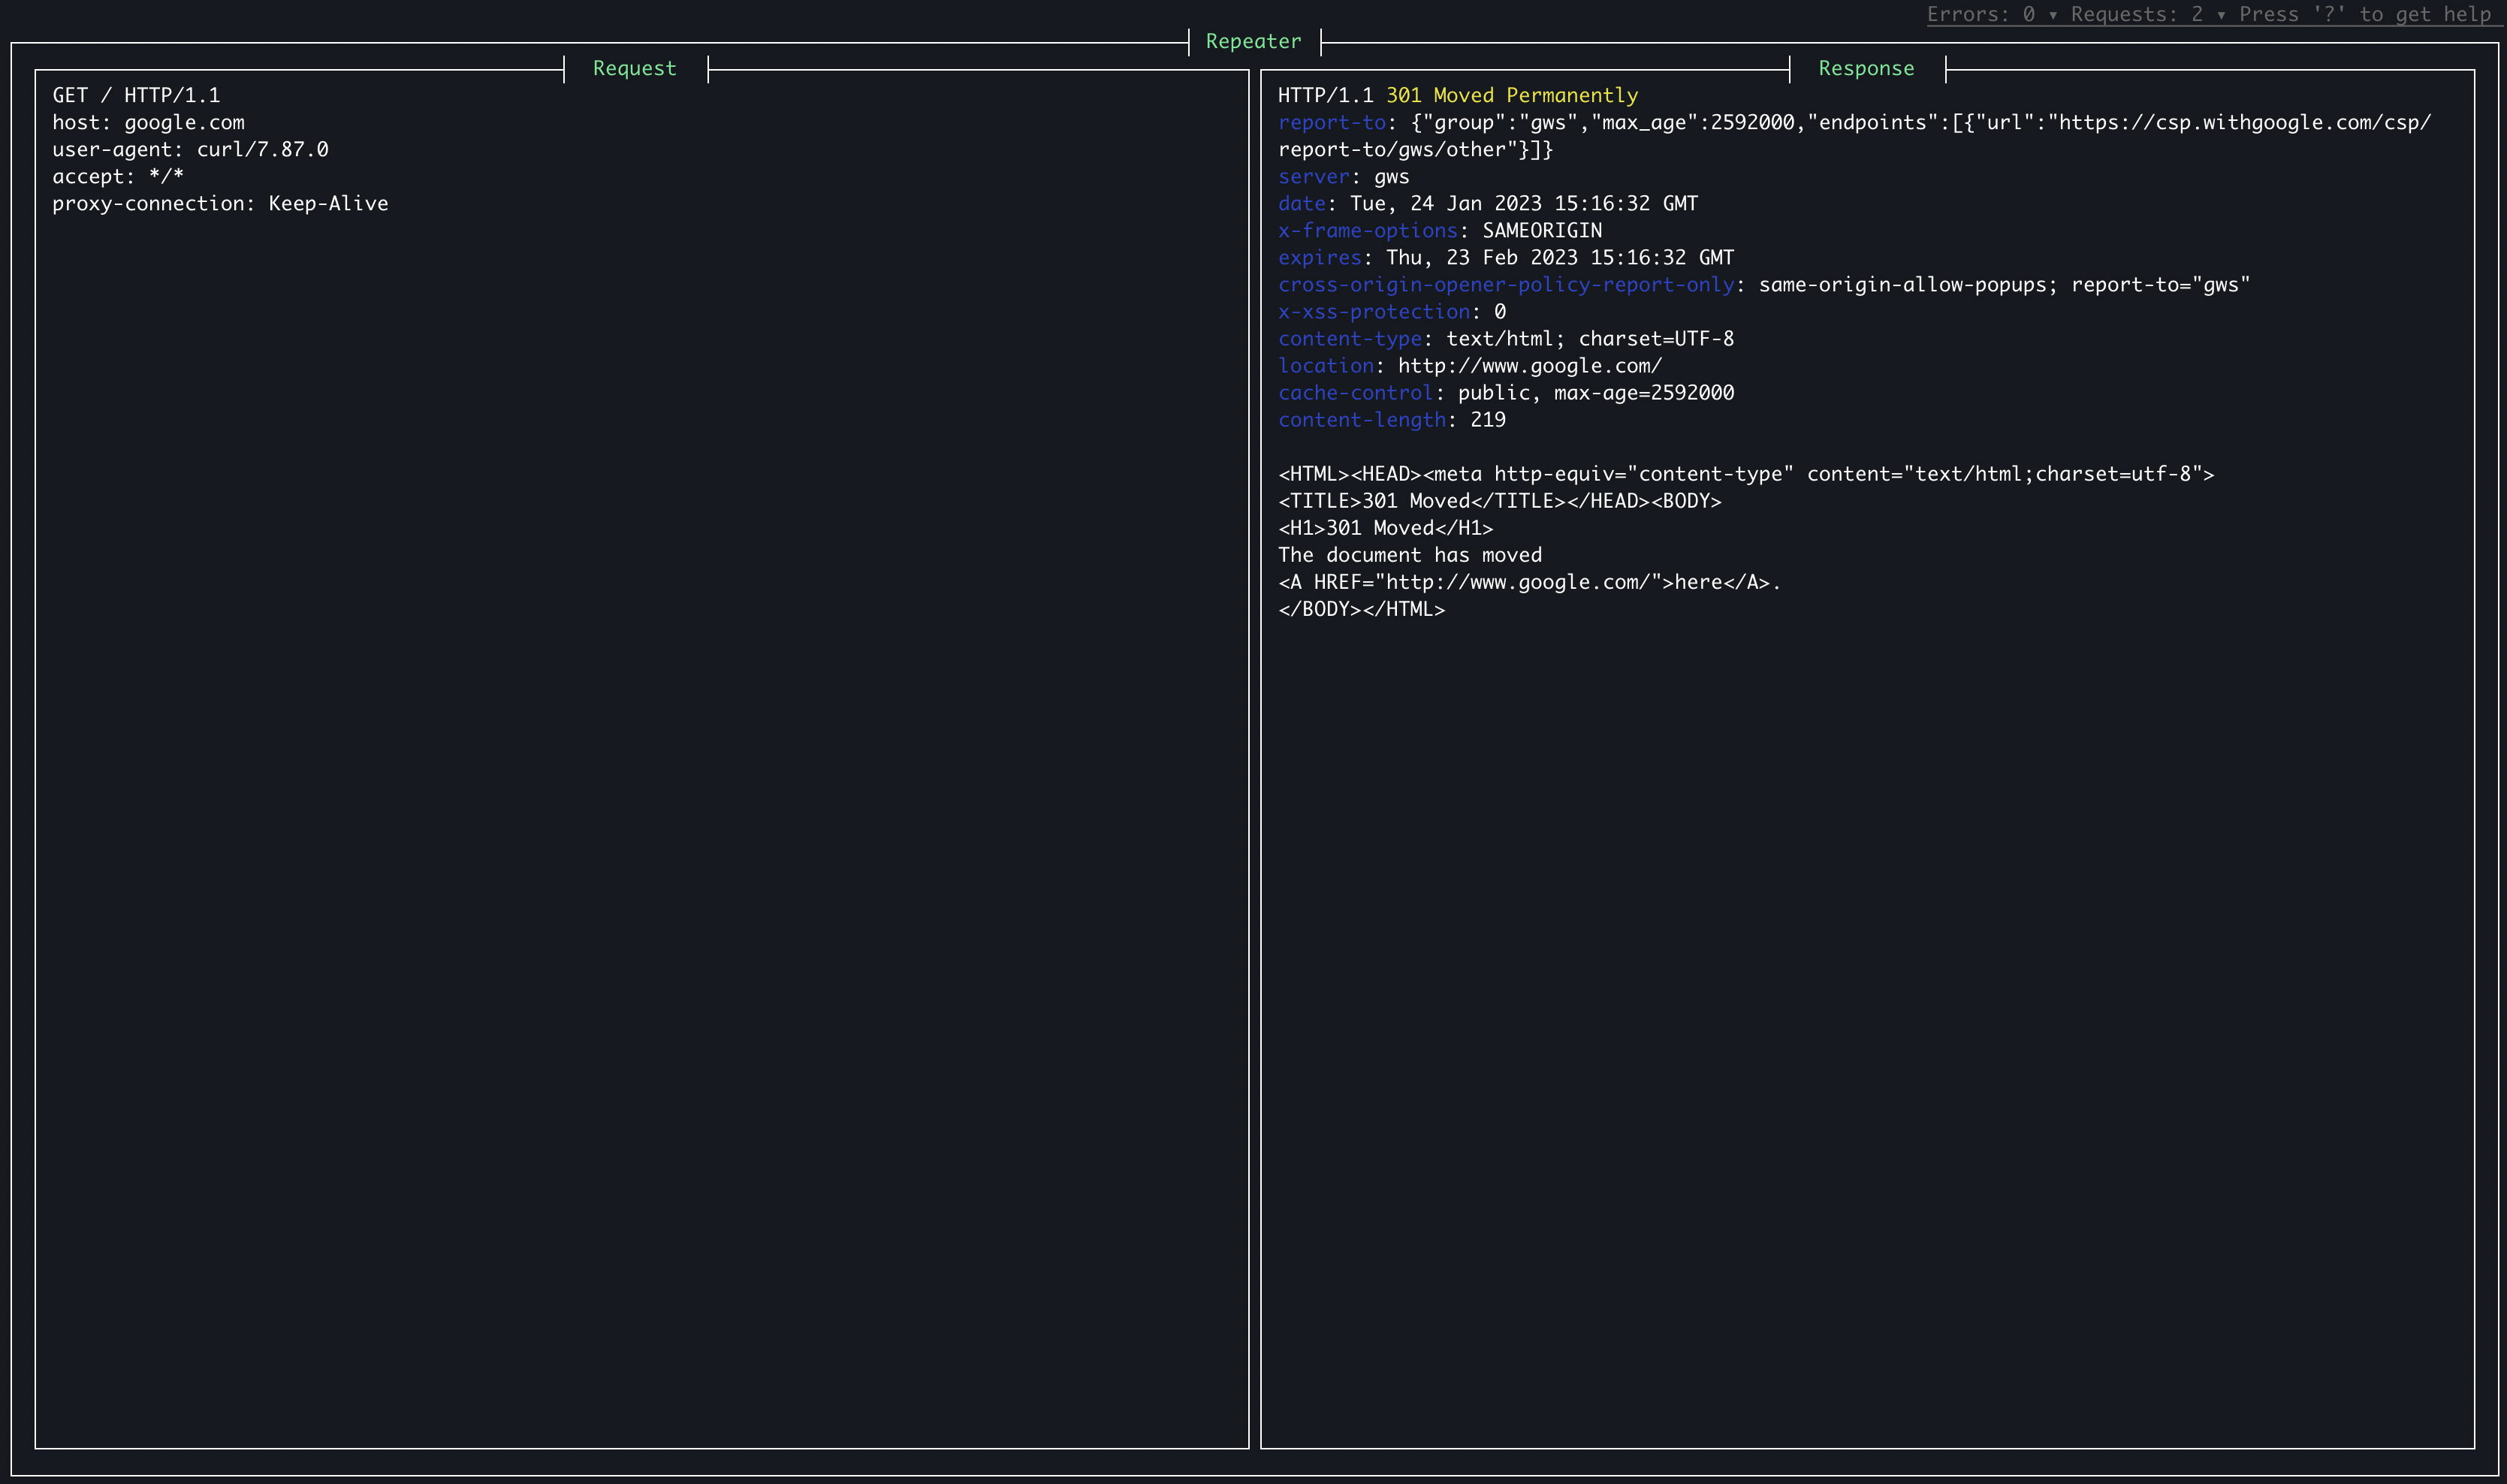 Errors: 0 ▾ Requests: 2 ▾ Press '?' to get help
Repeater
Request
GET / HTTP/1.1
host: google.com
user-agent: curl/7.87.0
accept: */*
proxy-connection: Keep-Alive
Response
HTTP/1.1 301 Moved Permanently
report-to: {"group":"gws","max_age":2592000,"endpoints":[{"url":"https://csp.withgoogle.com/csp/
report-to/gws/other"}]}
server: gws
date: Tue, 24 Jan 2023 15:16:32 GMT
x-frame-options: SAMEORIGIN
expires: Thu, 23 Feb 2023 15:16:32 GMT
cross-origin-opener-policy-report-only: same-origin-allow-popups; report-to="gws"
x-xss-protection: 0
content-type: text/html; charset=UTF-8
location: http://www.google.com/
cache-control: public, max-age=2592000
content-length: 219
<HTML><HEAD><meta http-equiv="content-type" content="text/html;charset=utf-8">
<TITLE>301 Moved</TITLE></HEAD><BODY>
<H1>301 Moved</H1>
The document has moved
<A HREF="http://www.google.com/">here</A>.
</BODY></HTML>